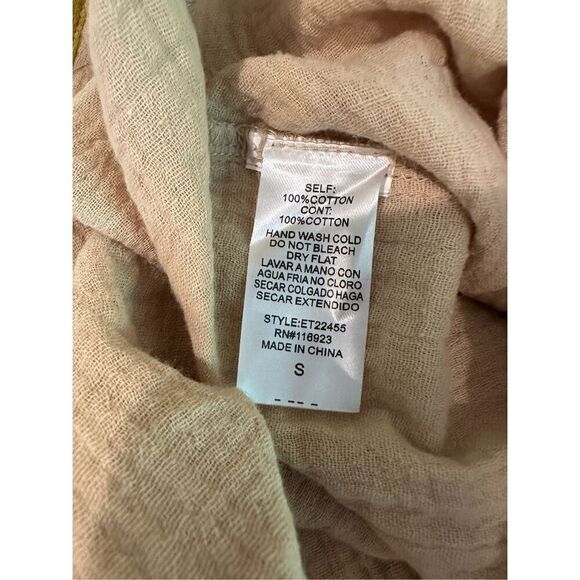 SELF:
100%COTTON
CONT:
100%COTTON
HAND WASH COLD
DO NOT BLEACH
DRY FLAT
LAVAR A MANO CON
AGUA FRIA NO CLORO
SECAR COLGADO HAGA
SECAR EXTENDIDO
STYLE:ET22455
RN#116923
MADE IN CHINA
S